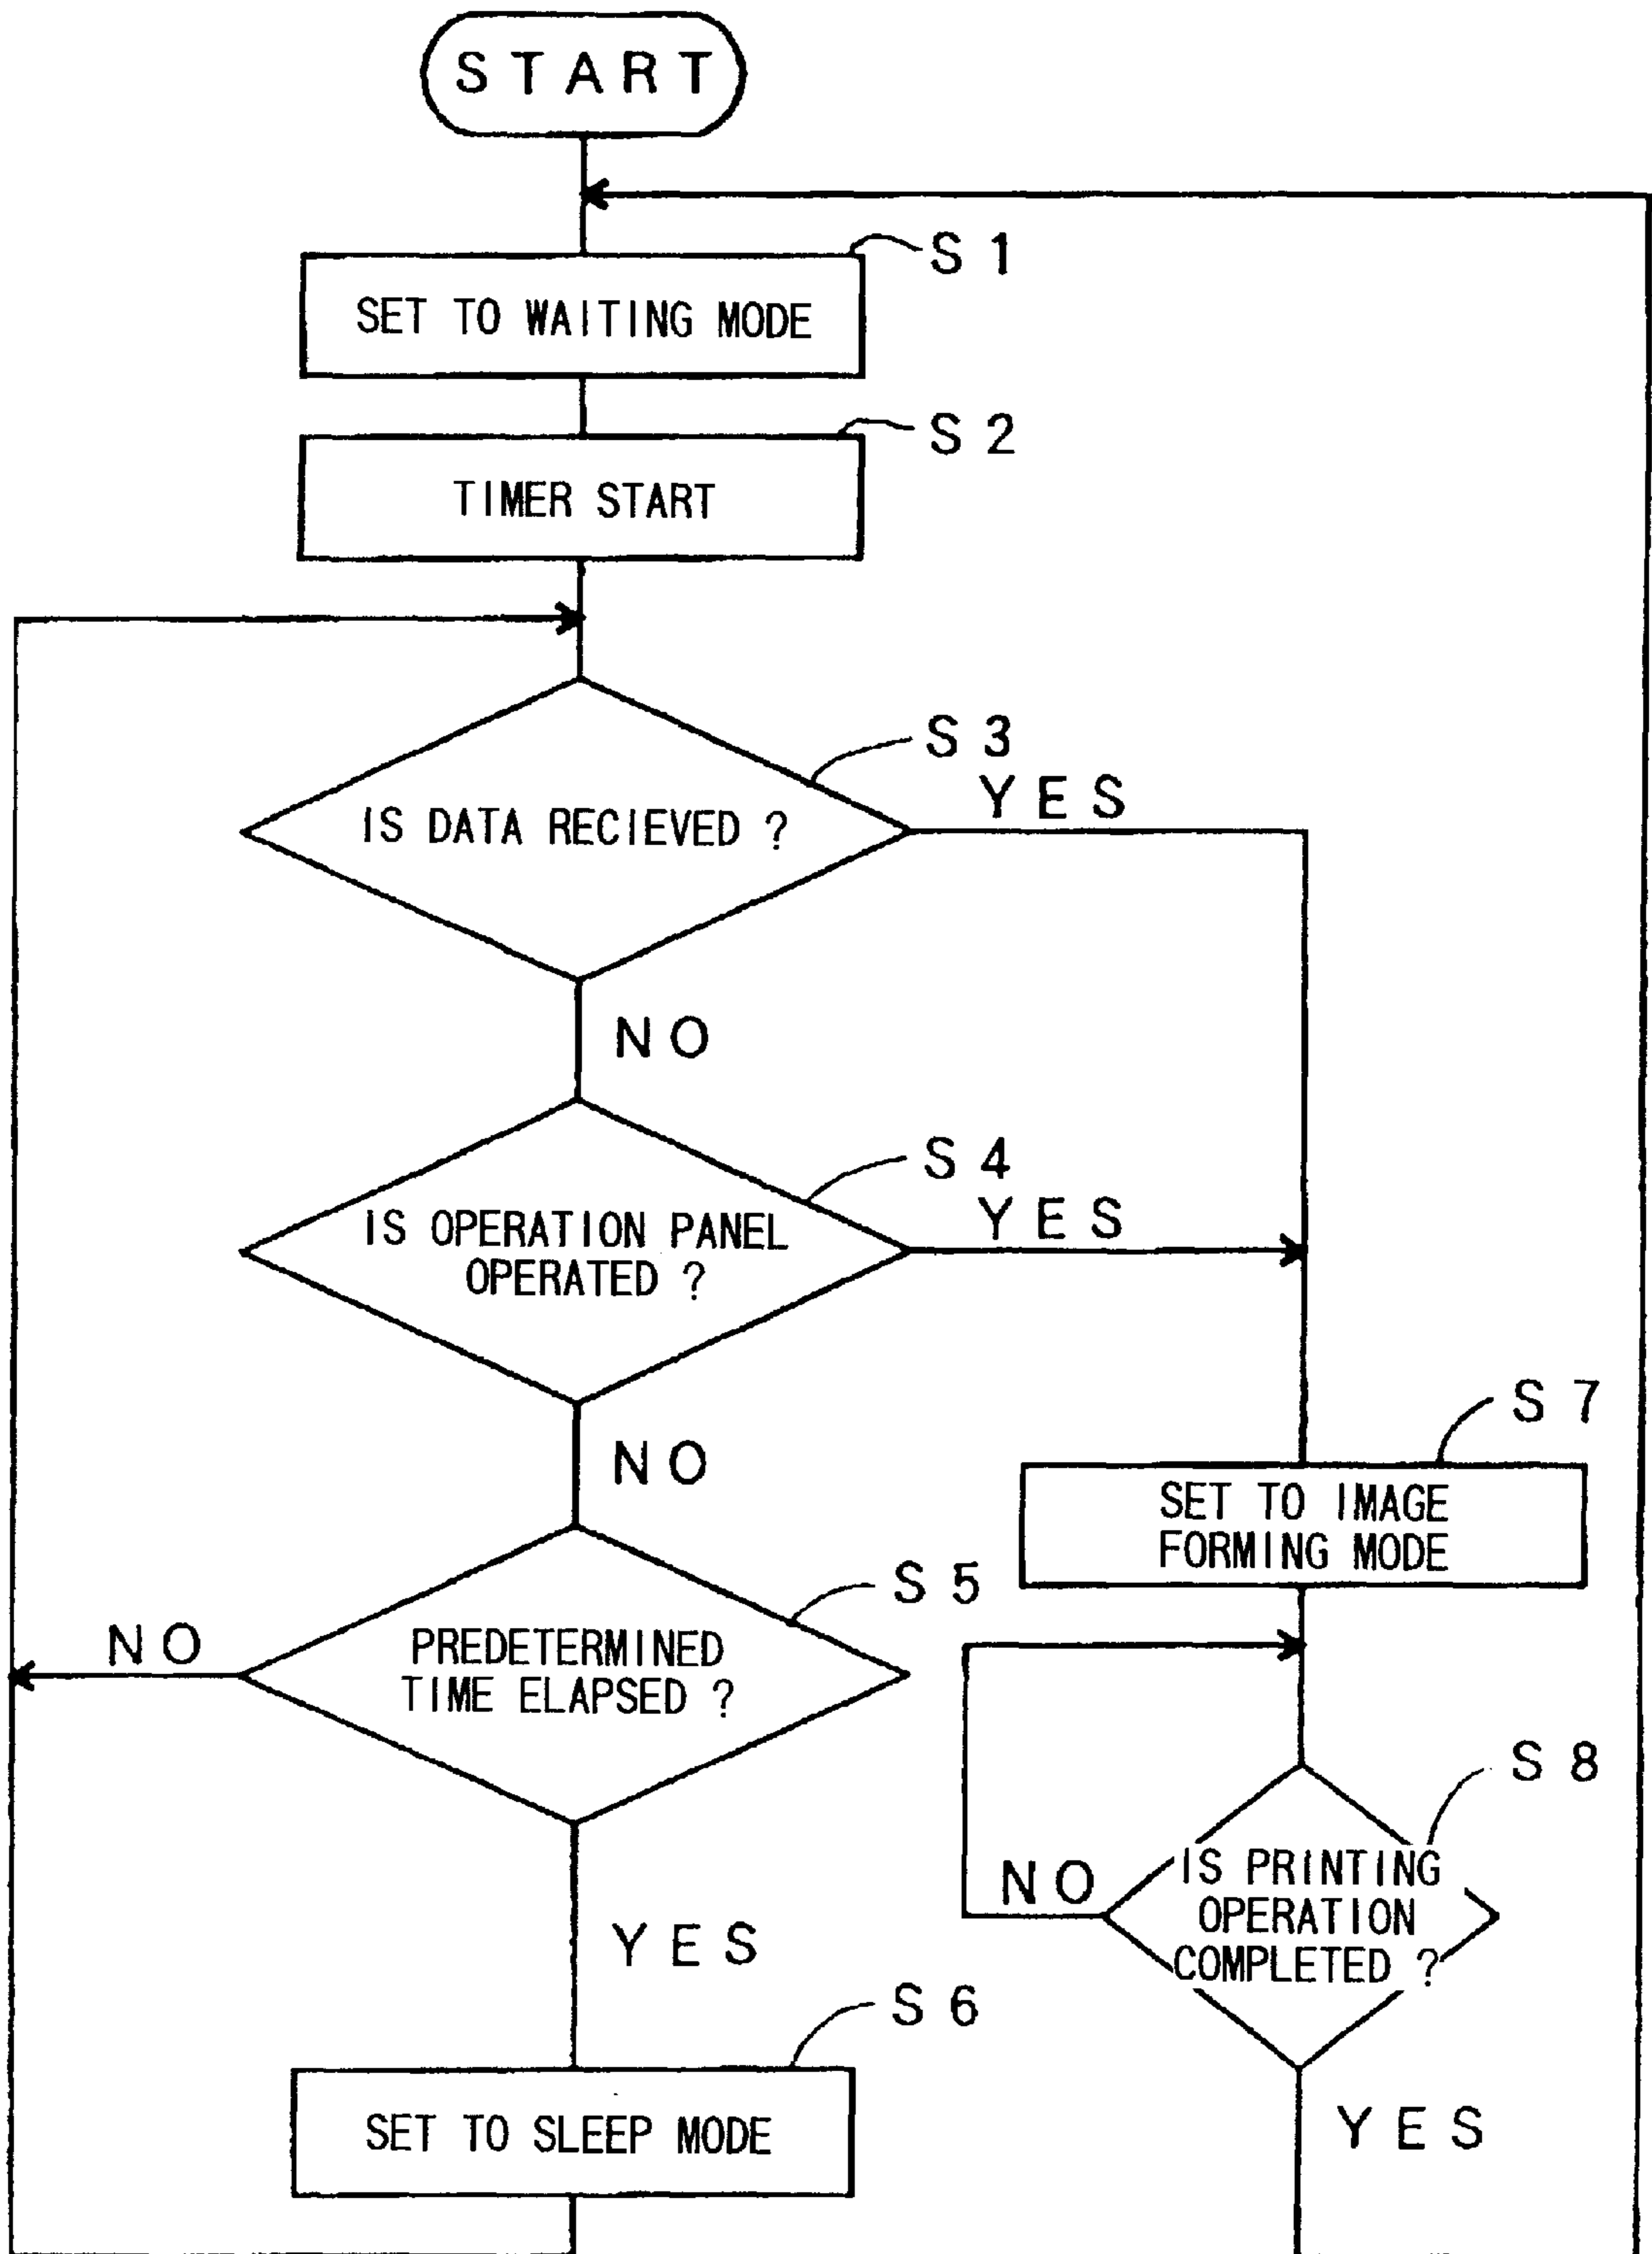 START
S1
SET TO WAITING MODE
S2
TIMER START
S3
YES
IS DATA RECIEVED ?
NO
S4
YES
IS OPERATION PANEL
OPERATED ?
NO
S7
SET TO IMAGE
FORMING MODE
S5
NO
PREDETERMINED
TIME ELAPSED ?
S8
NO
IS PRINTING
OPERATION
COMPLETED ?
YES
S6
SET TO SLEEP MODE
YES